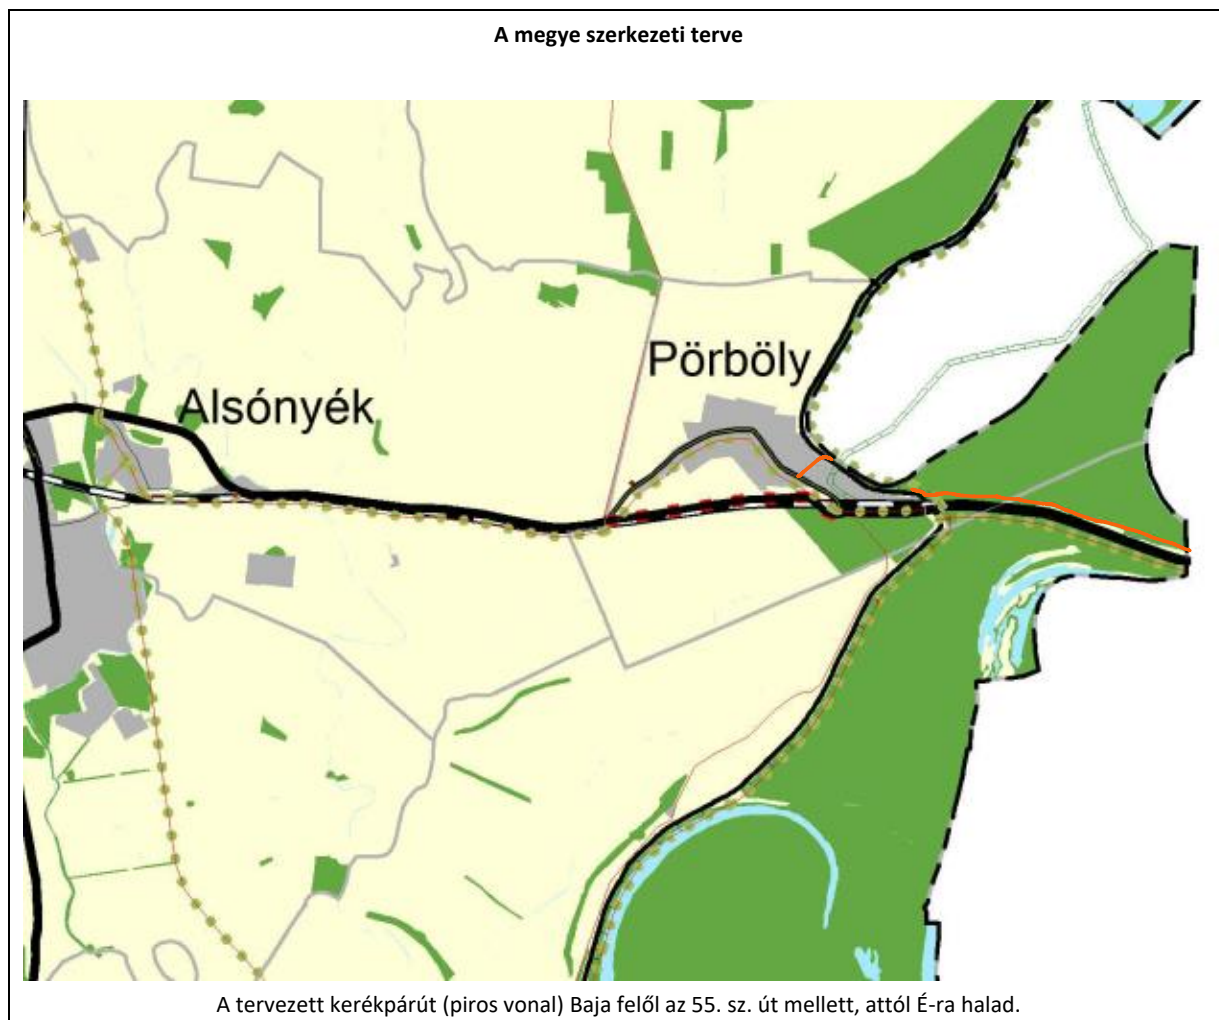 A megye szerkezeti terve
Pörböly
Alsónyék
A tervezett kerékpárút (piros vonal) Baja felől az 55. sz. út mellett, attól É-ra halad.